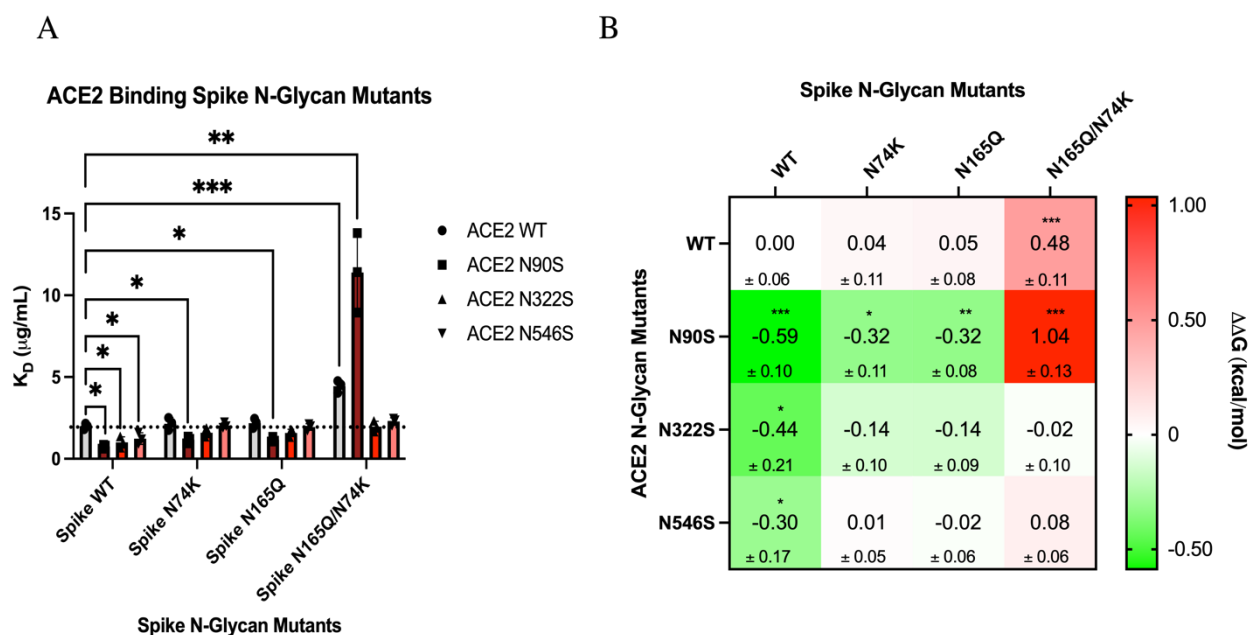 A
ACE2 Binding Spike N-Glycan Mutants
**
***
*
*
*
*
*
15
10
5
0
K_D (µg/mL)
ACE2 WT
ACE2 N90S
ACE2 N322S
ACE2 N546S
Spike WT
Spike N74K
Spike N165Q
Spike N165Q/N74K
Spike N-Glycan Mutants
B
Spike N-Glycan Mutants
WT
N74K
N165Q
N165Q/N74K
ACE2 N-Glycan Mutants
***
WT 0.00 0.04 0.05 0.48
± 0.06 ± 0.11 ± 0.08 ± 0.11
*** * ** ***
N90S -0.59 -0.32 -0.32 1.04
± 0.10 ± 0.11 ± 0.08 ± 0.13
*
N322S -0.44 -0.14 -0.14 -0.02
± 0.21 ± 0.10 ± 0.09 ± 0.10
*
N546S -0.30 0.01 -0.02 0.08
± 0.17 ± 0.05 ± 0.06 ± 0.06
1.00
0.50
0
-0.50
ΔΔG (kcal/mol)